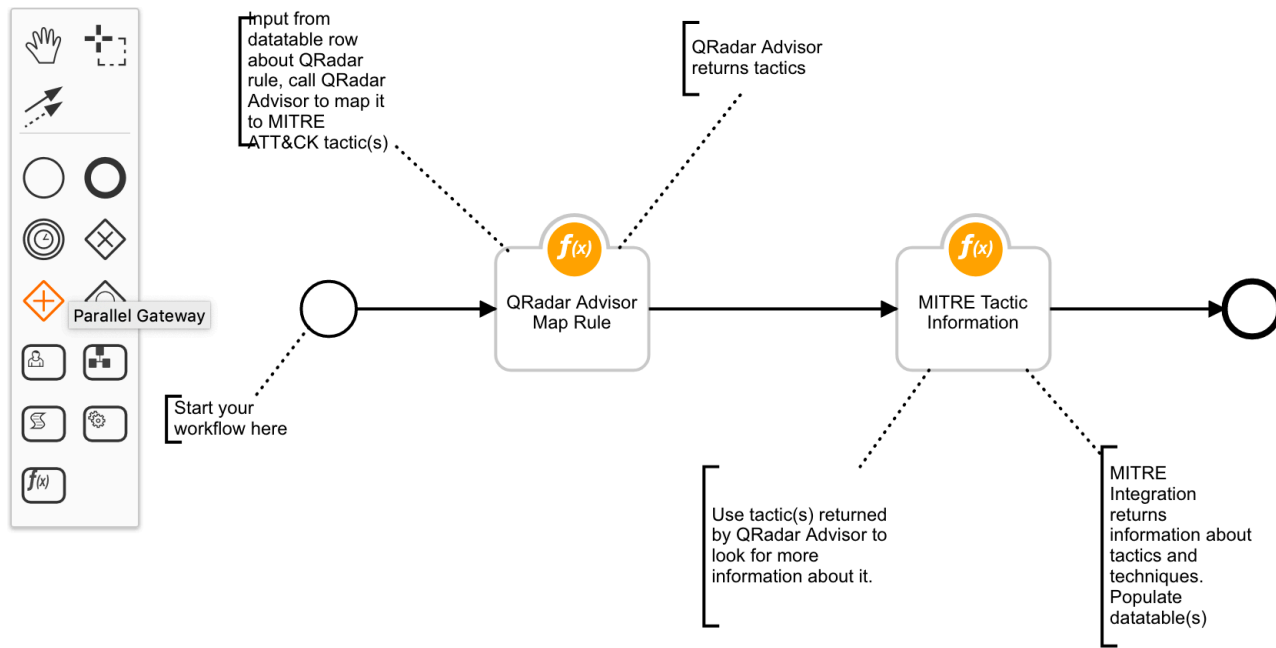 Input from
datatable row
about QRadar
rule, call QRadar
Advisor to map it
to MITRE
ATT&CK tactic(s)
QRadar Advisor
returns tactics
f(x)
QRadar Advisor
Map Rule
f(x)
MITRE Tactic
Information
Parallel Gateway
Start your
workflow here
f(x)
Use tactic(s) returned
by QRadar Advisor to
look for more
information about it.
MITRE
Integration
returns
information about
tactics and
techniques.
Populate
datatable(s)